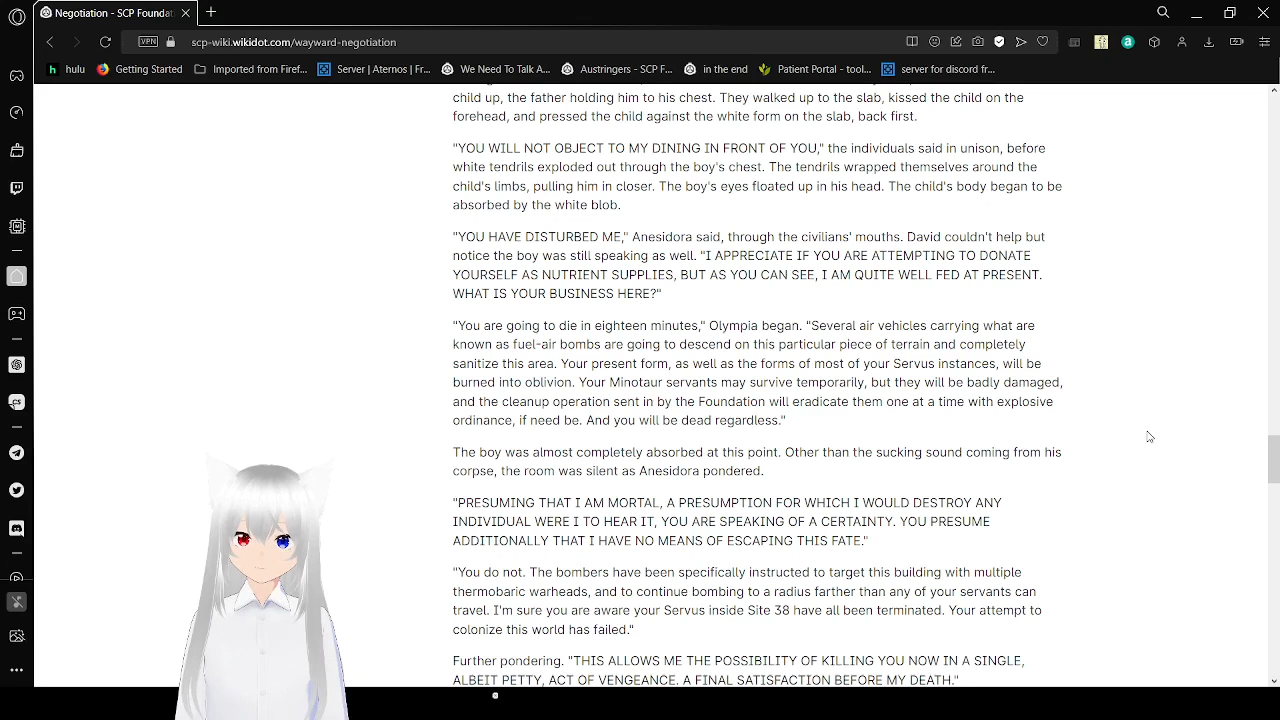 Negotiation - SCP Foundat
VPN
scp-wiki.wikidot.com/wayward-negotiation
hulu
Getting Started
Imported from Firef...
Server | Aternos | Fr...
We Need To Talk A...
Austringers - SCP F...
in the end
Patient Portal - tool...
server for discord fr...
child up, the father holding him to his chest. They walked up to the slab, kissed the child on the
forehead, and pressed the child against the white form on the slab, back first.
"YOU WILL NOT OBJECT TO MY DINING IN FRONT OF YOU," the individuals said in unison, before
white tendrils exploded out through the boy's chest. The tendrils wrapped themselves around the
child's limbs, pulling him in closer. The boy's eyes floated up in his head. The child's body began to be
absorbed by the white blob.
"YOU HAVE DISTURBED ME," Anesidora said, through the civilians' mouths. David couldn't help but
notice the boy was still speaking as well. "I APPRECIATE IF YOU ARE ATTEMPTING TO DONATE
YOURSELF AS NUTRIENT SUPPLIES, BUT AS YOU CAN SEE, I AM QUITE WELL FED AT PRESENT.
WHAT IS YOUR BUSINESS HERE?"
"You are going to die in eighteen minutes," Olympia began. "Several air vehicles carrying what are
known as fuel-air bombs are going to descend on this particular piece of terrain and completely
sanitize this area. Your present form, as well as the forms of most of your Servus instances, will be
burned into oblivion. Your Minotaur servants may survive temporarily, but they will be badly damaged,
and the cleanup operation sent in by the Foundation will eradicate them one at a time with explosive
ordinance, if need be. And you will be dead regardless."
The boy was almost completely absorbed at this point. Other than the sucking sound coming from his
corpse, the room was silent as Anesidora pondered.
"PRESUMING THAT I AM MORTAL, A PRESUMPTION FOR WHICH I WOULD DESTROY ANY
INDIVIDUAL WERE I TO HEAR IT, YOU ARE SPEAKING OF A CERTAINTY. YOU PRESUME
ADDITIONALLY THAT I HAVE NO MEANS OF ESCAPING THIS FATE."
"You do not. The bombers have been specifically instructed to target this building with multiple
thermobaric warheads, and to continue bombing to a radius farther than any of your servants can
travel. I'm sure you are aware your Servus inside Site 38 have all been terminated. Your attempt to
colonize this world has failed."
Further pondering. "THIS ALLOWS ME THE POSSIBILITY OF KILLING YOU NOW IN A SINGLE,
ALBEIT PETTY, ACT OF VENGEANCE. A FINAL SATISFACTION BEFORE MY DEATH."